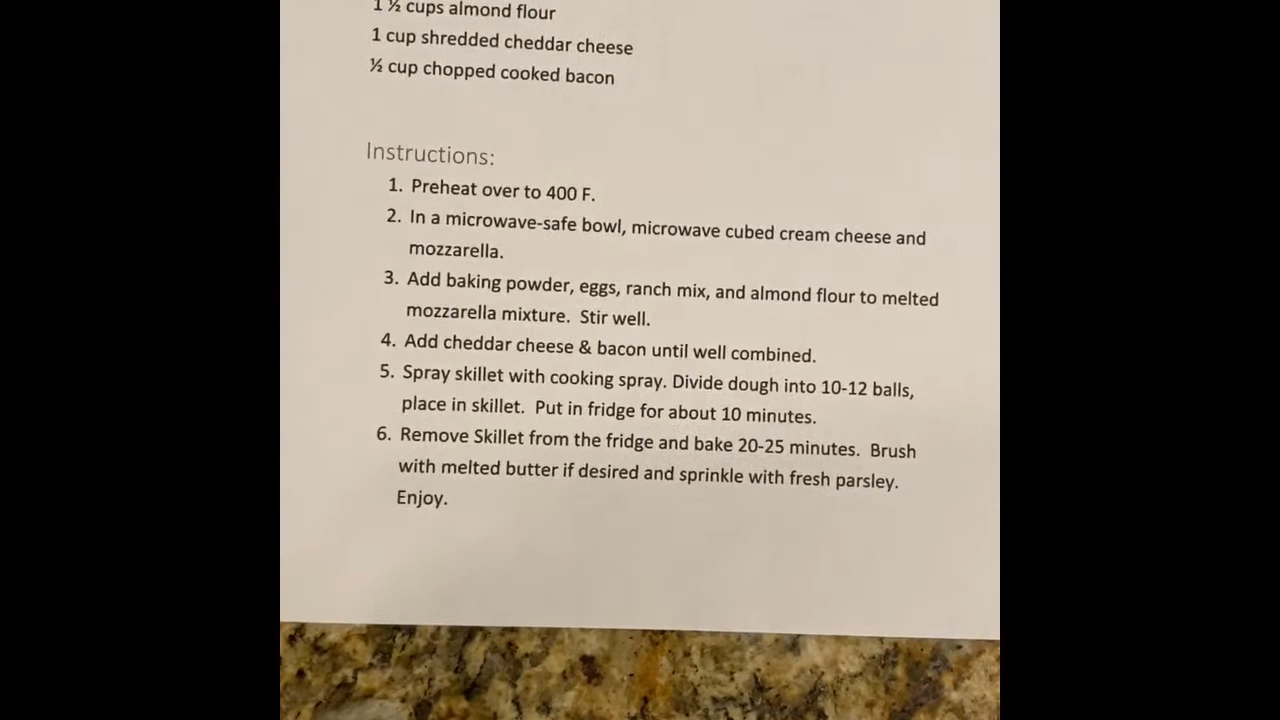 1 ½ cups almond flour
1 cup shredded cheddar cheese
½ cup chopped cooked bacon
Instructions:
1. Preheat over to 400 F.
2. In a microwave-safe bowl, microwave cubed cream cheese and
mozzarella.
3. Add baking powder, eggs, ranch mix, and almond flour to melted
mozzarella mixture.  Stir well.
4. Add cheddar cheese & bacon until well combined.
5. Spray skillet with cooking spray. Divide dough into 10-12 balls,
place in skillet.  Put in fridge for about 10 minutes.
6. Remove Skillet from the fridge and bake 20-25 minutes.  Brush
with melted butter if desired and sprinkle with fresh parsley.
Enjoy.